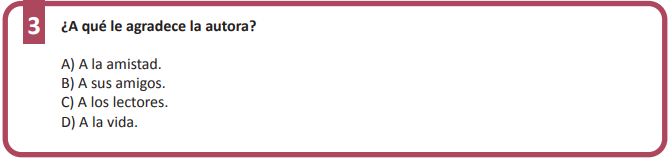 3
¿A qué le agradece la autora?
A) A la amistad.
B) A sus amigos.
C) A los lectores.
D) A la vida.